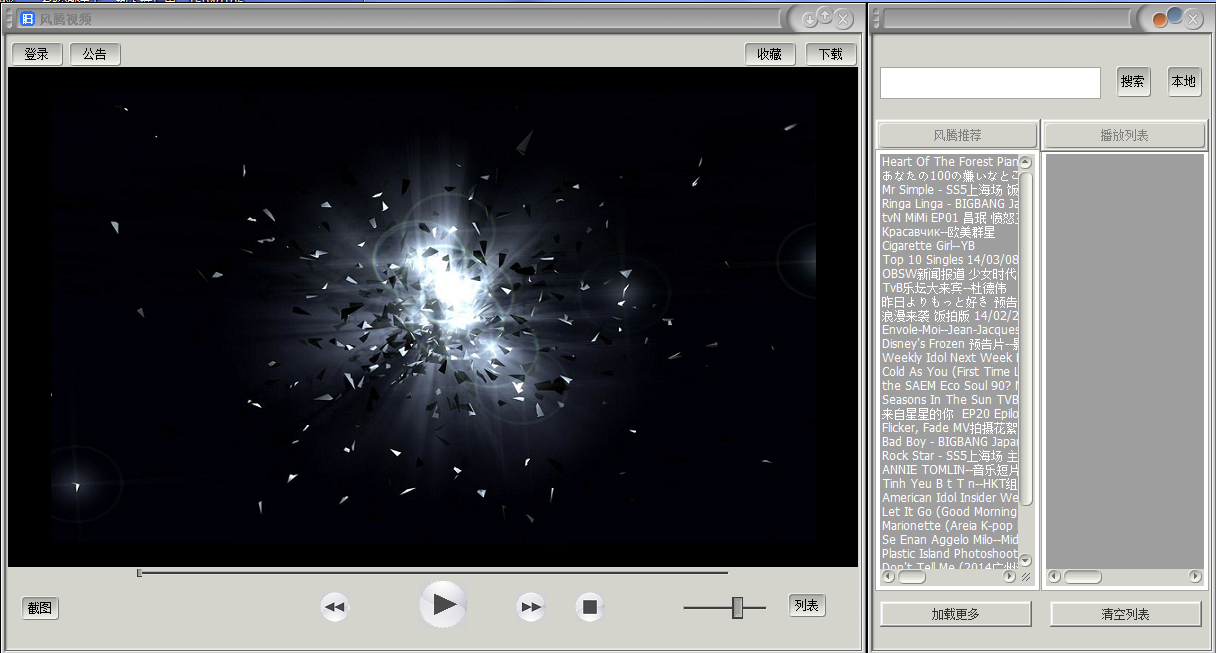 风腾视频
登录
公告
收藏
下载
搜索
本地
风腾推荐
播放列表
Heart Of The Forest Pian
あなたの100の嫌いなとこ
Mr Simple - SS5上海场 饭
Ringa Linga - BIGBANG Ja
tvN MiMi EP01 昌珉 愤怒
Красавчик--欧美群星
Cigarette Girl--YB
Top 10 Singles 14/03/08
OBSW新闻报道 少女时代
TvB乐坛大来宾--杜德伟
昨日よりもっと好き 预告
浪漫来袭 饭拍版 14/02/2
Envole-Moi--Jean-Jacques
Disney's Frozen 预告片--
Weekly Idol Next Week
Cold As You (First Time L
the SAEM Eco Soul 90?
Seasons In The Sun TVB
来自星星的你 EP20 Epilo
Flicker, Fade MV拍摄花絮
Bad Boy - BIGBANG Japan
Rock Star - SS5上海场 主
ANNIE TOMLIN--音乐短片
Tinh Yeu B t T n--HKT组
American Idol Insider We
Let It Go (Good Morning
Marionette (Areia K-pop
Se Enan Aggelo Milo--Mid
Plastic Island Photoshoot
Don't Tell Me (2014广州
截图
列表
加载更多
清空列表